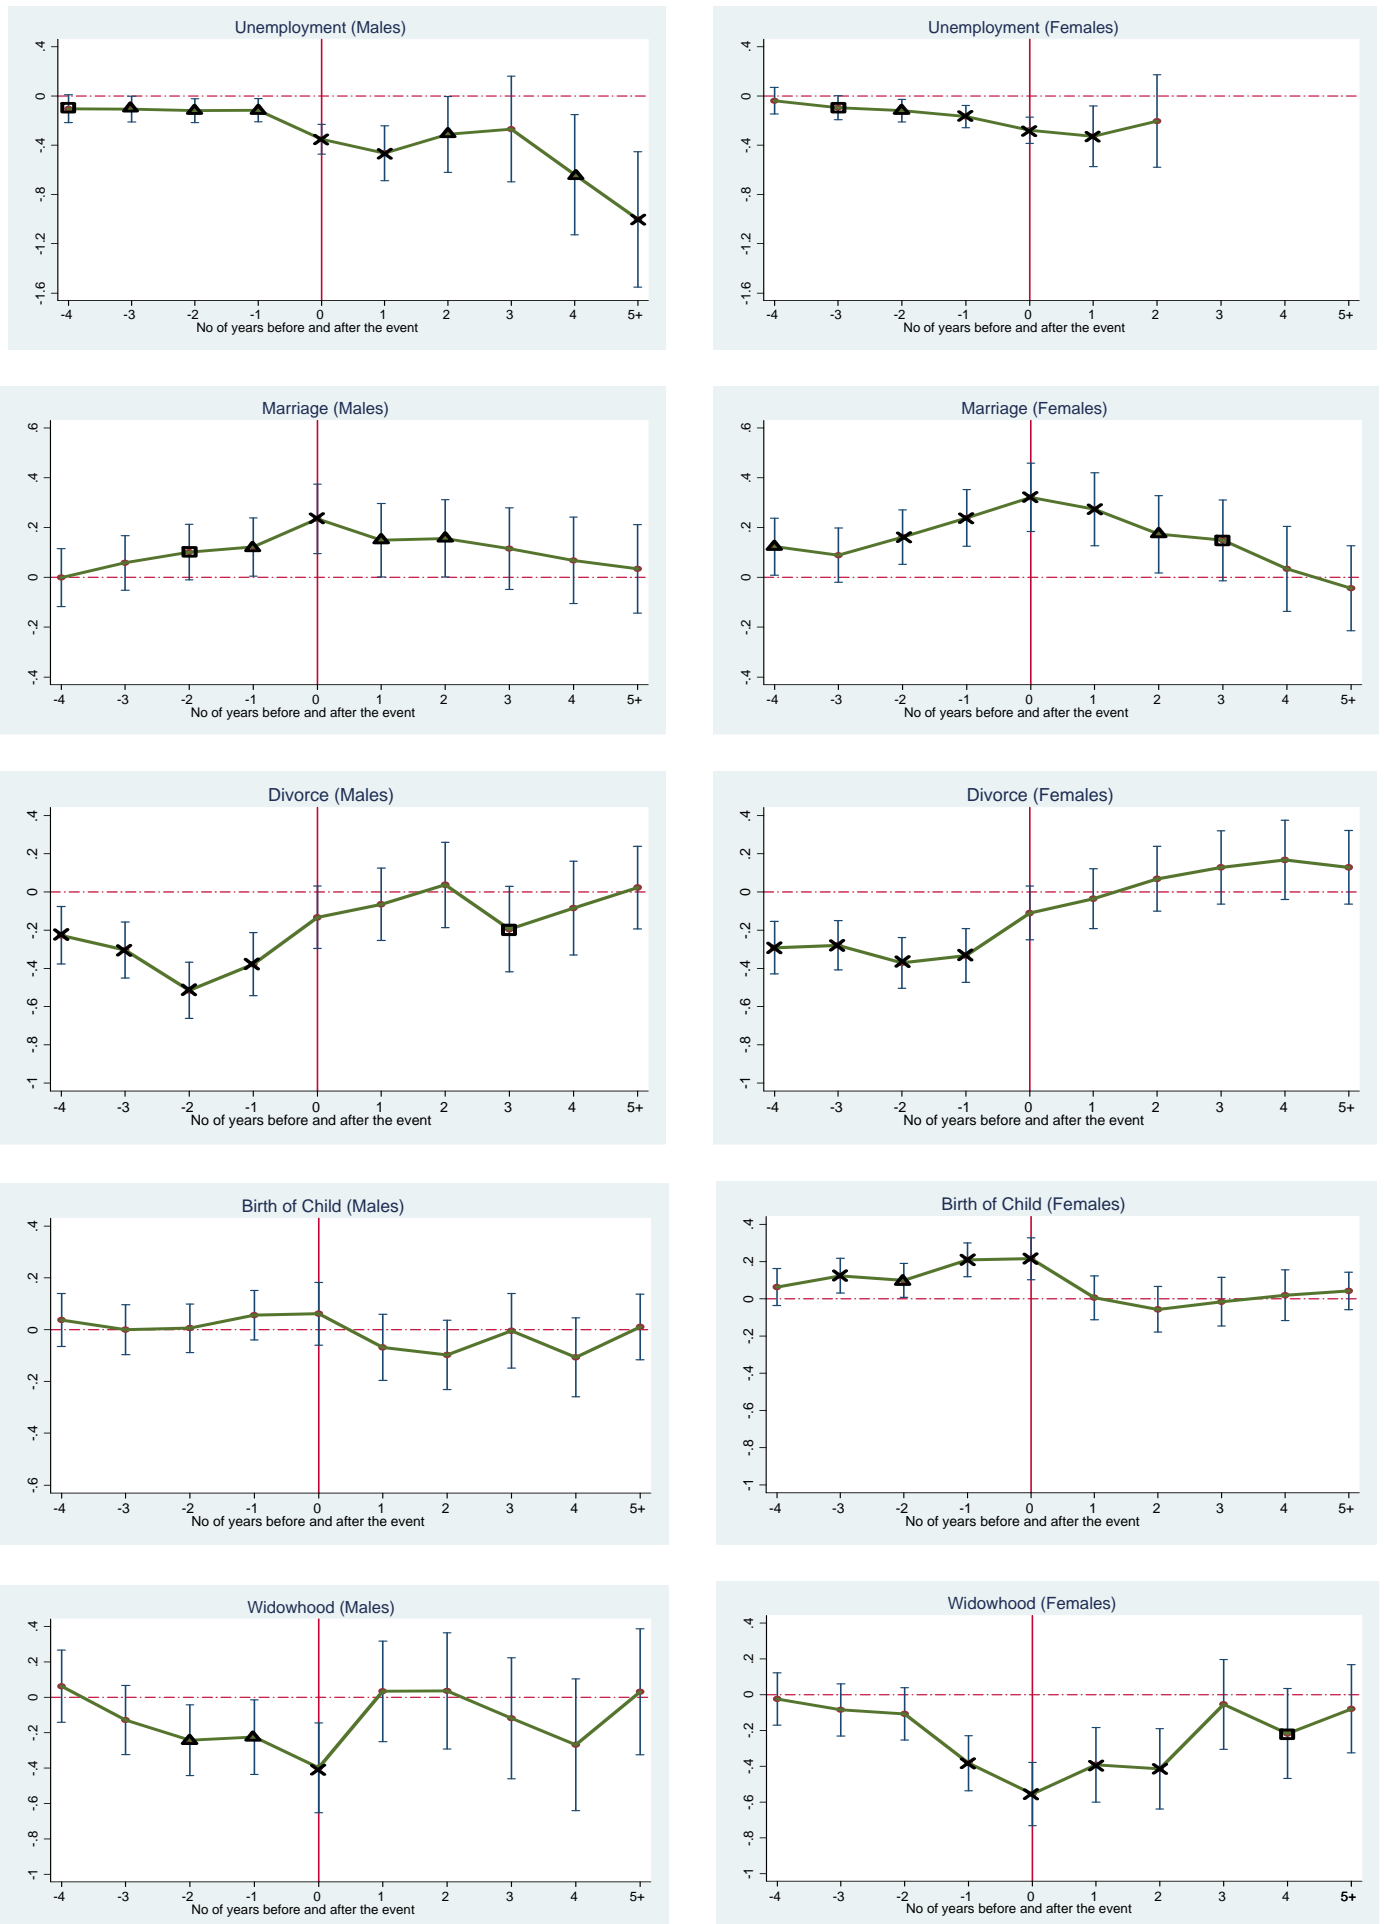 Unemployment (Males)
.4
0
-.4
-.8
-1.2
-1.6
-4 -3 -2 -1 0 1 2 3 4 5+
No of years before and after the event
Unemployment (Females)
.4
0
-.4
-.8
-1.2
-1.6
-4 -3 -2 -1 0 1 2 3 4 5+
No of years before and after the event
Marriage (Males)
.6
.4
.2
0
-.2
-.4
-4 -3 -2 -1 0 1 2 3 4 5+
No of years before and after the event
Marriage (Females)
.6
.4
.2
0
-.2
-.4
-4 -3 -2 -1 0 1 2 3 4 5+
No of years before and after the event
Divorce (Males)
.4
.2
0
-.2
-.4
-.6
-.8
-1
-4 -3 -2 -1 0 1 2 3 4 5+
No of years before and after the event
Divorce (Females)
.4
.2
0
-.2
-.4
-.6
-.8
-1
-4 -3 -2 -1 0 1 2 3 4 5+
No of years before and after the event
Birth of Child (Males)
.4
.2
0
-.2
-.4
-.6
-4 -3 -2 -1 0 1 2 3 4 5+
No of years before and after the event
Birth of Child (Females)
.4
.2
0
-.2
-.4
-.6
-.8
-1
-4 -3 -2 -1 0 1 2 3 4 5+
No of years before and after the event
Widowhood (Males)
.4
.2
0
-.2
-.4
-.6
-.8
-1
-4 -3 -2 -1 0 1 2 3 4 5+
No of years before and after the event
Widowhood (Females)
.4
.2
0
-.2
-.4
-.6
-.8
-1
-4 -3 -2 -1 0 1 2 3 4 5+
No of years before and after the event